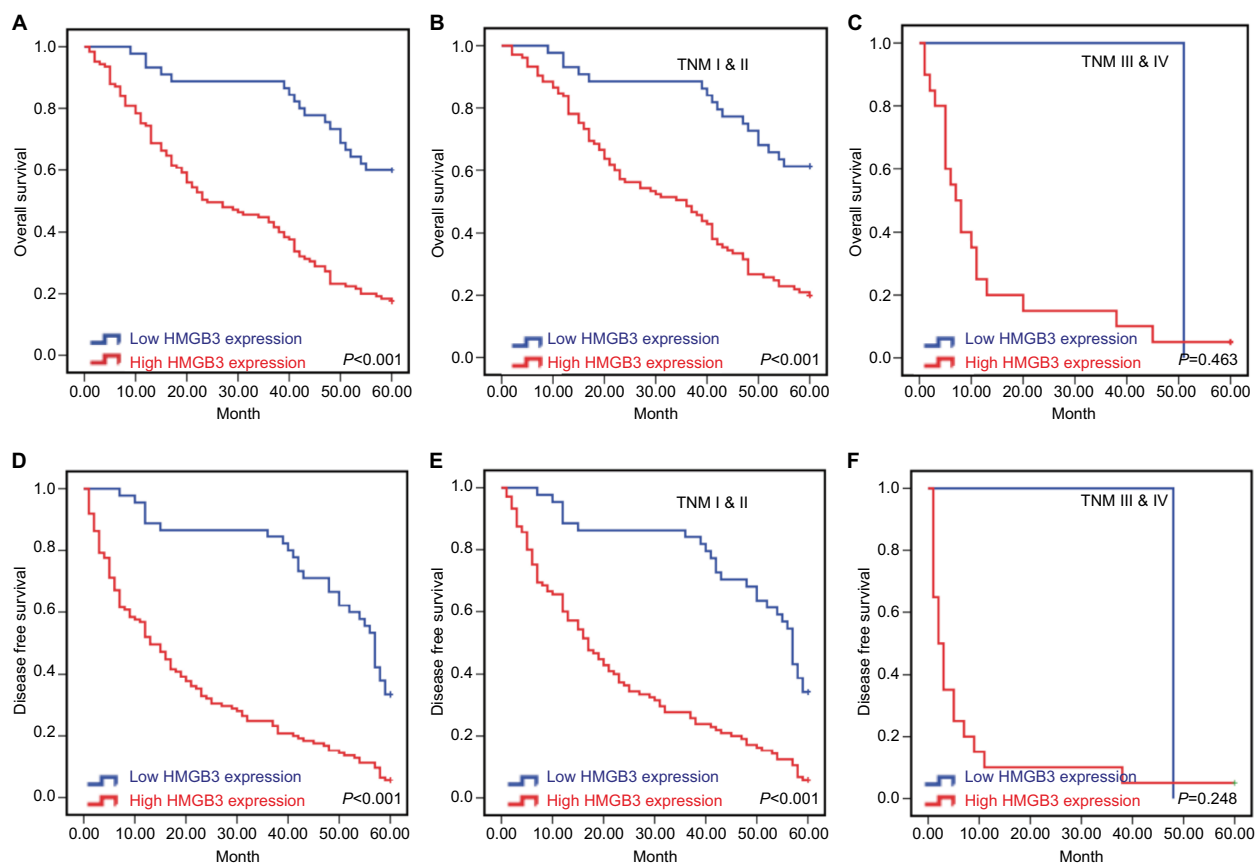 A
Overall survival
1.0
0.8
0.6
0.4
0.2
0.0
Low HMGB3 expression
High HMGB3 expression
P<0.001
0.00 10.00 20.00 30.00 40.00 50.00 60.00
Month
B
Overall survival
1.0
0.8
0.6
0.4
0.2
0.0
TNM I & II
Low HMGB3 expression
High HMGB3 expression
P<0.001
0.00 10.00 20.00 30.00 40.00 50.00 60.00
Month
C
Overall survival
1.0
0.8
0.6
0.4
0.2
0.0
TNM III & IV
Low HMGB3 expression
High HMGB3 expression
P=0.463
0.00 10.00 20.00 30.00 40.00 50.00 60.00
Month
D
Disease free survival
1.0
0.8
0.6
0.4
0.2
0.0
Low HMGB3 expression
High HMGB3 expression
P<0.001
0.00 10.00 20.00 30.00 40.00 50.00 60.00
Month
E
Disease free survival
1.0
0.8
0.6
0.4
0.2
0.0
TNM I & II
Low HMGB3 expression
High HMGB3 expression
P<0.001
0.00 10.00 20.00 30.00 40.00 50.00 60.00
Month
F
Disease free survival
1.0
0.8
0.6
0.4
0.2
0.0
TNM III & IV
Low HMGB3 expression
High HMGB3 expression
P=0.248
0.00 10.00 20.00 30.00 40.00 50.00 60.00
Month